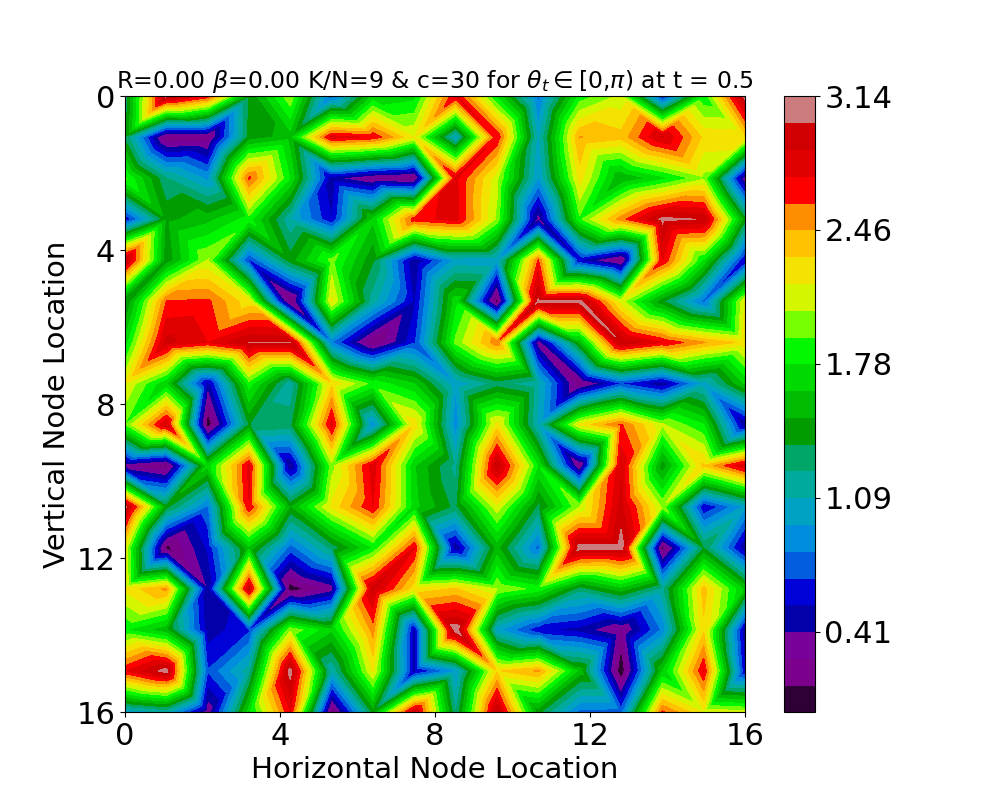 R=0.00 β=0.00 K/N=9 & c=30 for θₜ ∈ [0,π) at t = 0.5
0
4
8
12
16
Vertical Node Location
0 4 8 12 16
Horizontal Node Location
3.14
2.46
1.78
1.09
0.41